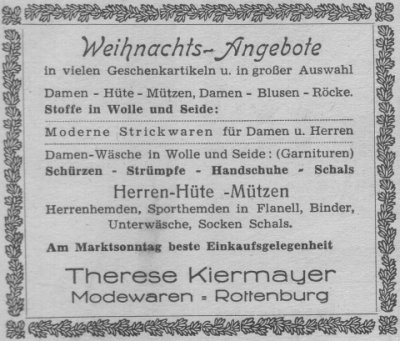 Weihnachts-Angebote
in vielen Geschenkartikeln u. in großer Auswahl
Damen - Hüte - Mützen, Damen - Blusen - Röcke.
Stoffe in Wolle und Seide:
Moderne Strickwaren für Damen u. Herren
Damen-Wäsche in Wolle und Seide: (Garnituren)
Schürzen - Strümpfe - Handschuhe - Schals
Herren-Hüte -Mützen
Herrenhemden, Sporthemden in Flanell, Binder,
Unterwäsche, Socken Schals.
Am Marktsonntag beste Einkaufsgelegenheit
Therese Kiermayer
Modewaren = Rottenburg